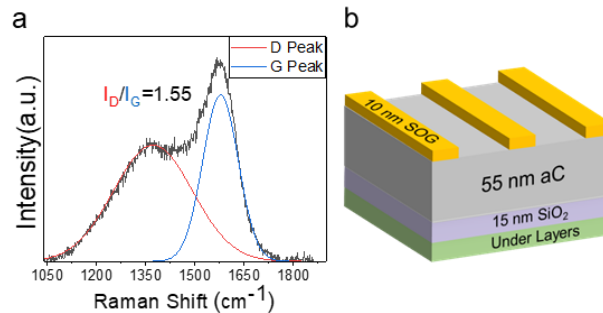 a
D Peak
G Peak
I_D/I_G=1.55
Intensity(a.u.)
1050 1200 1350 1500 1650 1800
Raman Shift (cm⁻¹)
b
10 nm SOG
55 nm aC
15 nm SiO₂
Under Layers